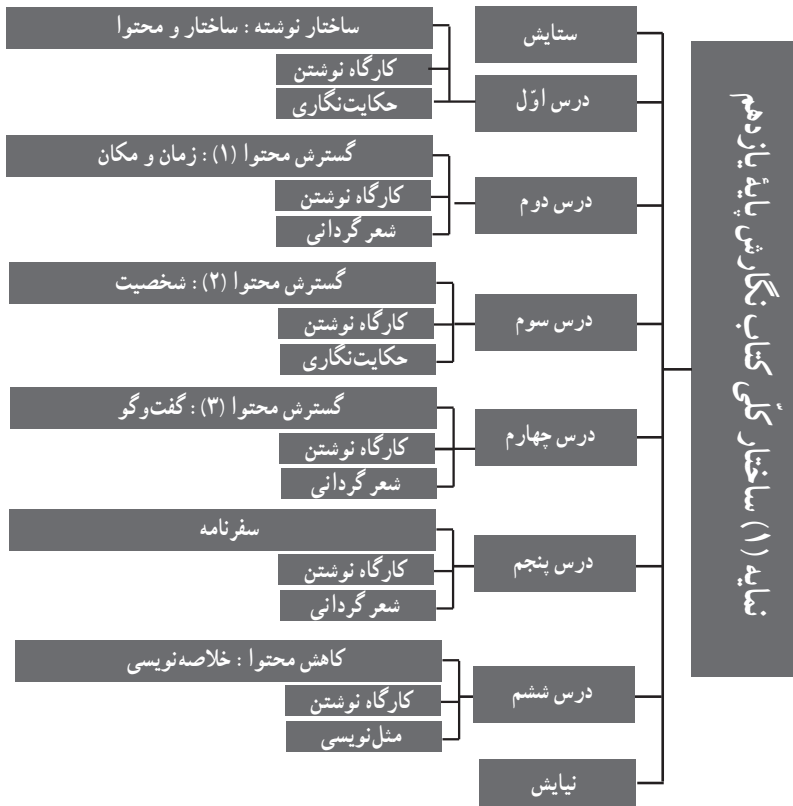 نمایه (۱) ساختار کلّی کتاب نگارش پایهٔ یازدهم
ستایش
درس اوّل
ساختار نوشته : ساختار و محتوا
کارگاه نوشتن
حکایت‌نگاری
درس دوم
گسترش محتوا (۱) : زمان و مکان
کارگاه نوشتن
شعر گردانی
درس سوم
گسترش محتوا (۲) : شخصیت
کارگاه نوشتن
حکایت‌نگاری
درس چهارم
گسترش محتوا (۳) : گفت‌وگو
کارگاه نوشتن
شعر گردانی
درس پنجم
سفرنامه
کارگاه نوشتن
شعر گردانی
درس ششم
کاهش محتوا : خلاصه‌نویسی
کارگاه نوشتن
مثل‌نویسی
نیایش